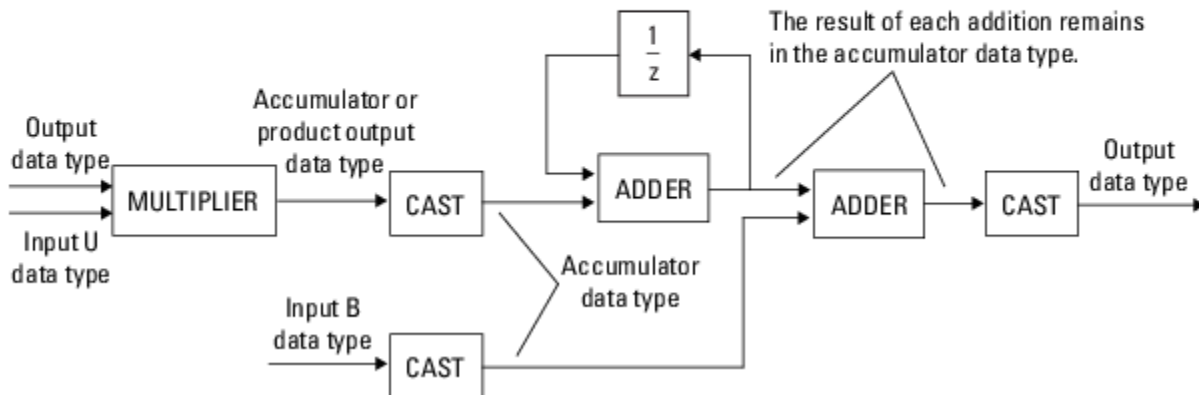 The result of each addition remains
in the accumulator data type.
1
z
Accumulator or
product output
data type
Output
data type
MULTIPLIER
Input U
data type
CAST
ADDER
ADDER
CAST
Output
data type
Accumulator
data type
Input B
data type
CAST